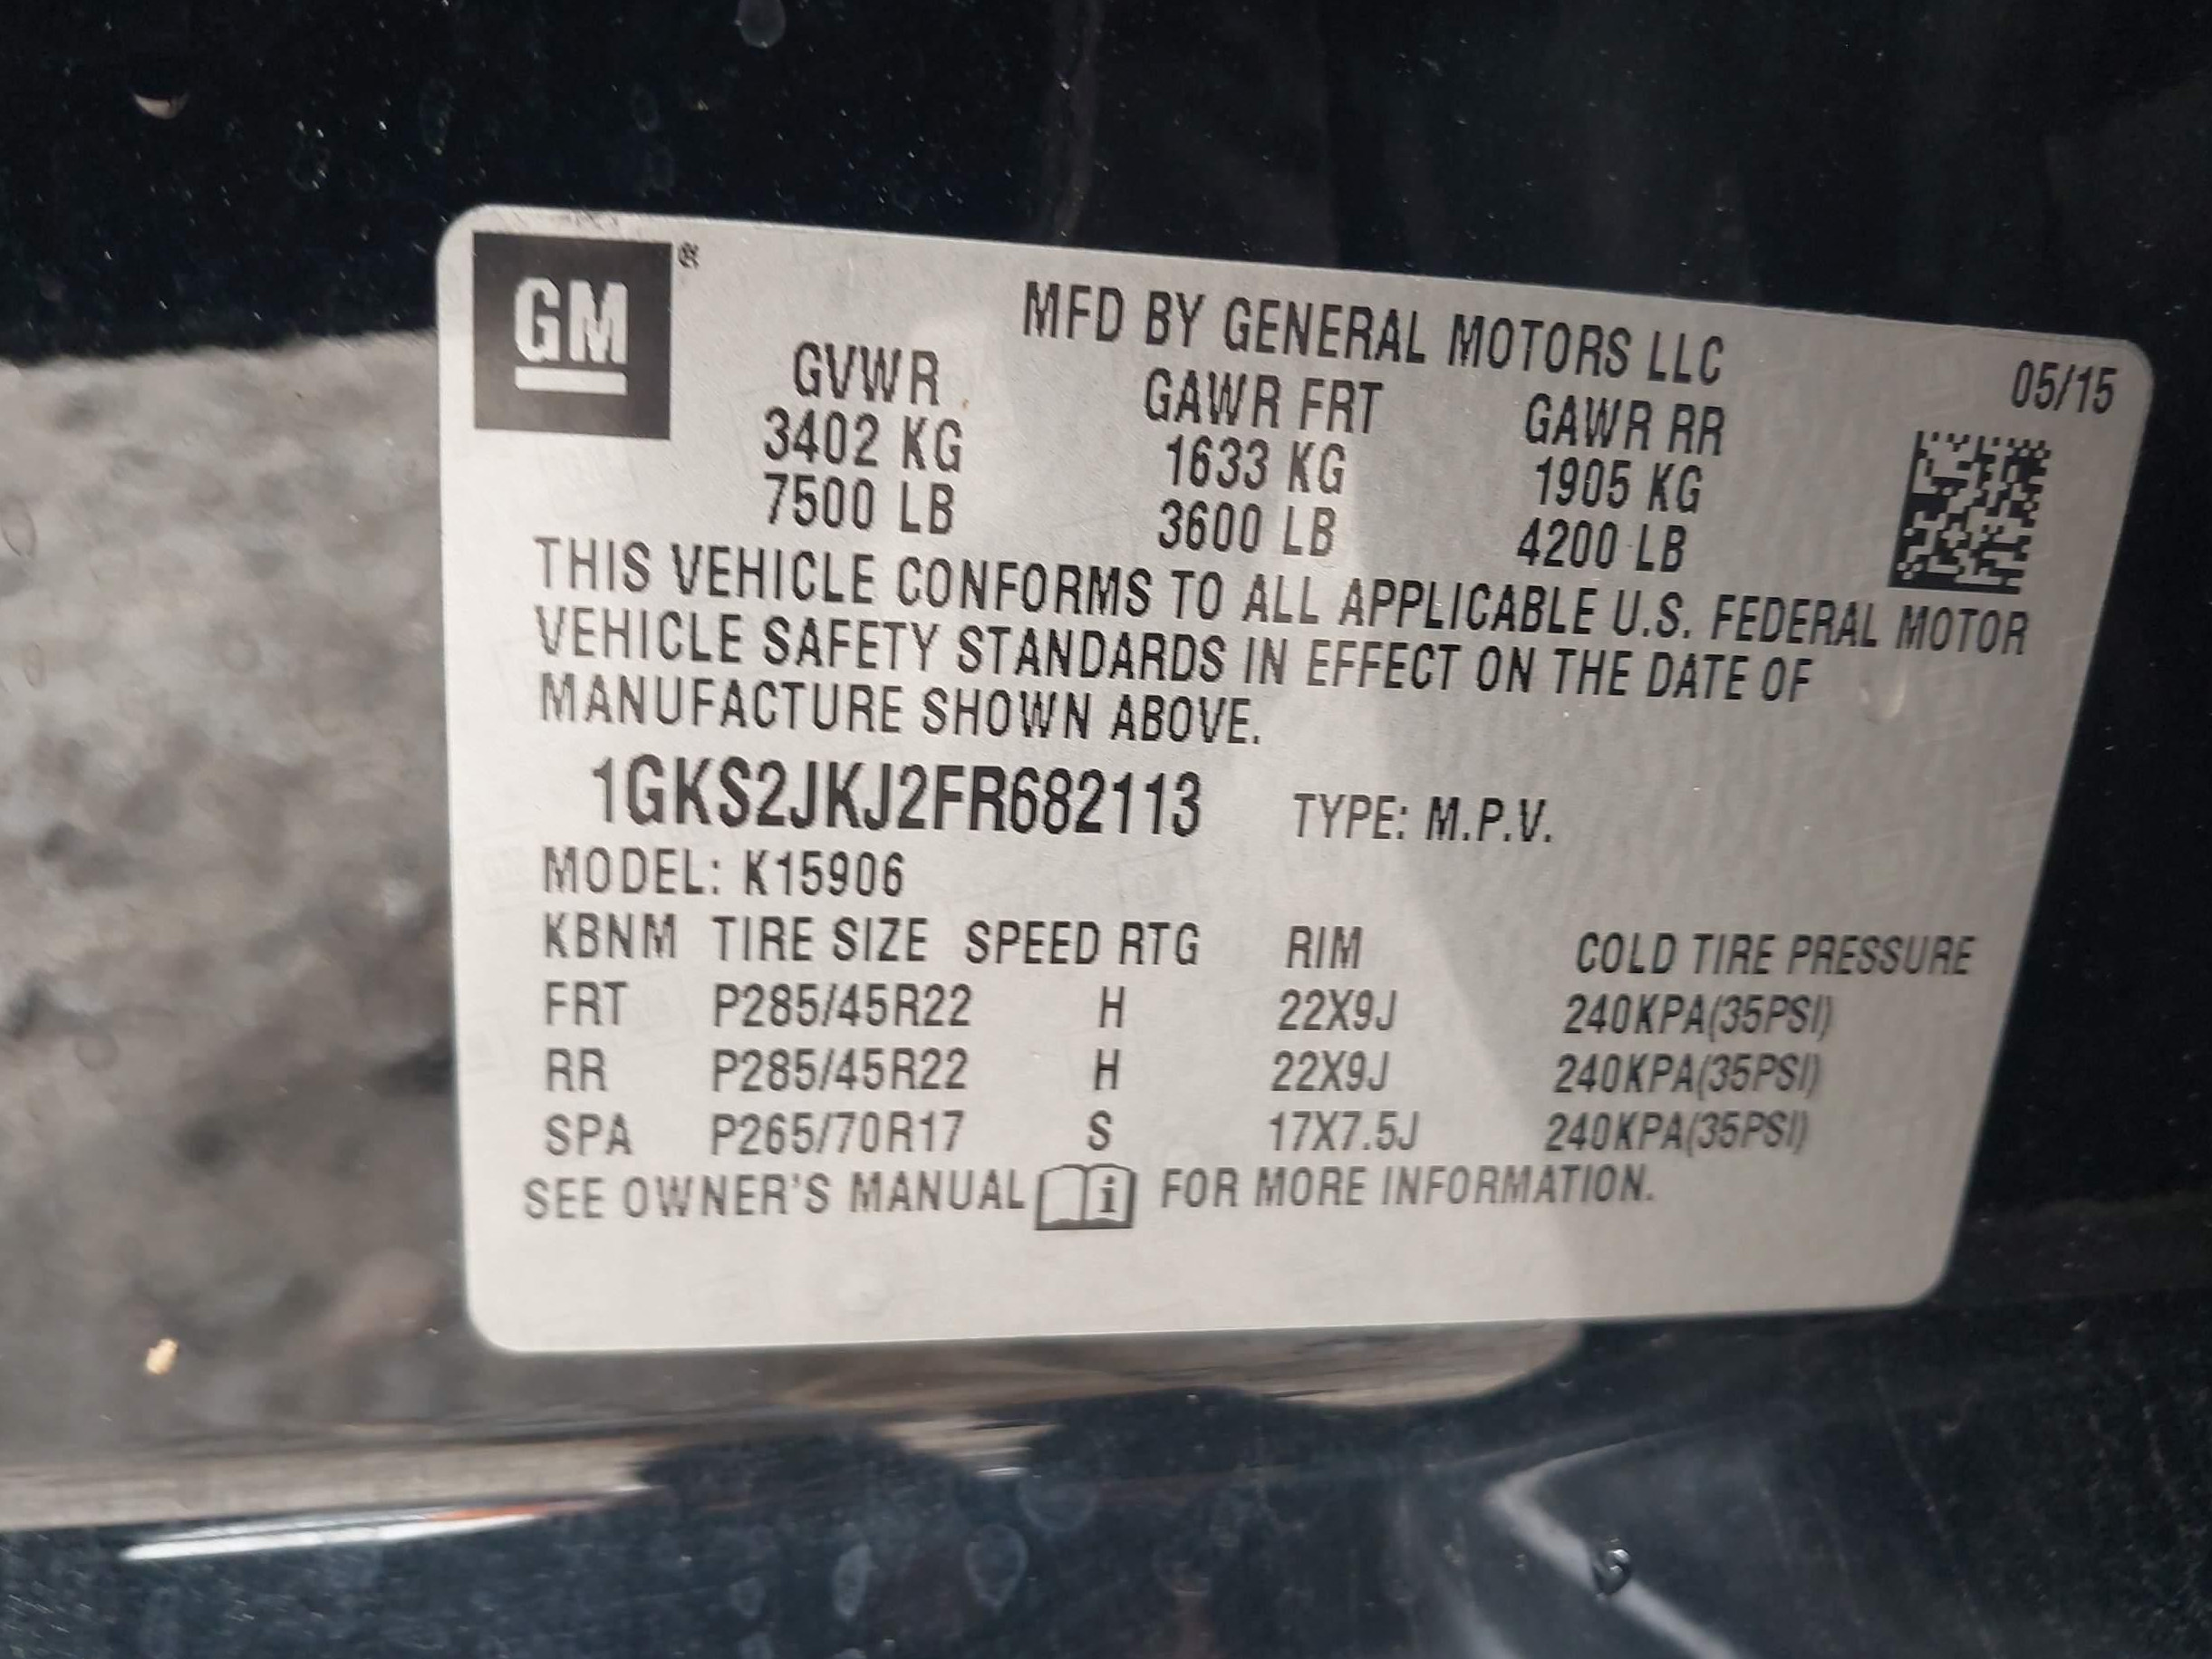 GM ®
MFD BY GENERAL MOTORS LLC
05/15
GVWR GAWR FRT GAWR RR
3402 KG 1633 KG 1905 KG
7500 LB 3600 LB 4200 LB
THIS VEHICLE CONFORMS TO ALL APPLICABLE U.S. FEDERAL MOTOR
VEHICLE SAFETY STANDARDS IN EFFECT ON THE DATE OF
MANUFACTURE SHOWN ABOVE.
1GKS2JKJ2FR682113 TYPE: M.P.V.
MODEL: K15906
KBNM TIRE SIZE SPEED RTG RIM COLD TIRE PRESSURE
FRT P285/45R22 H 22X9J 240KPA(35PSI)
RR P285/45R22 H 22X9J 240KPA(35PSI)
SPA P265/70R17 S 17X7.5J 240KPA(35PSI)
SEE OWNER'S MANUAL i FOR MORE INFORMATION.